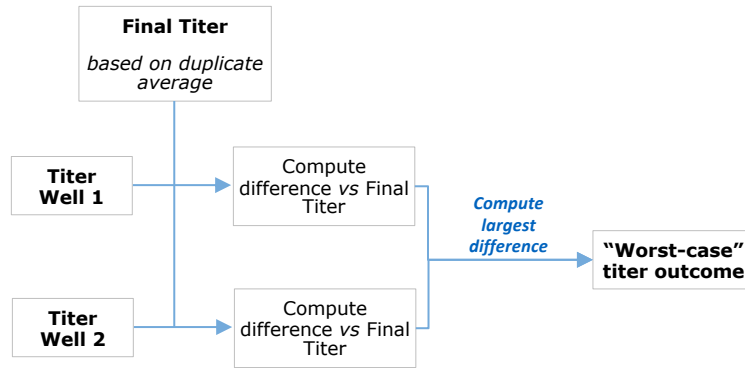 Final Titer
based on duplicate
average
Titer
Well 1
Compute
difference vs Final
Titer
Compute
largest
difference
“Worst-case”
titer outcome
Titer
Well 2
Compute
difference vs Final
Titer